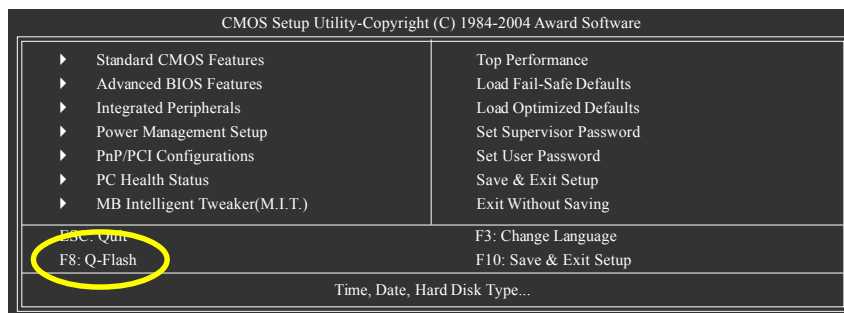 CMOS Setup Utility-Copyright (C) 1984-2004 Award Software
Standard CMOS Features
Advanced BIOS Features
Integrated Peripherals
Power Management Setup
PnP/PCI Configurations
PC Health Status
MB Intelligent Tweaker(M.I.T.)
Top Performance
Load Fail-Safe Defaults
Load Optimized Defaults
Set Supervisor Password
Set User Password
Save & Exit Setup
Exit Without Saving
ESC: Quit
F3: Change Language
F8: Q-Flash
F10: Save & Exit Setup
Time, Date, Hard Disk Type...